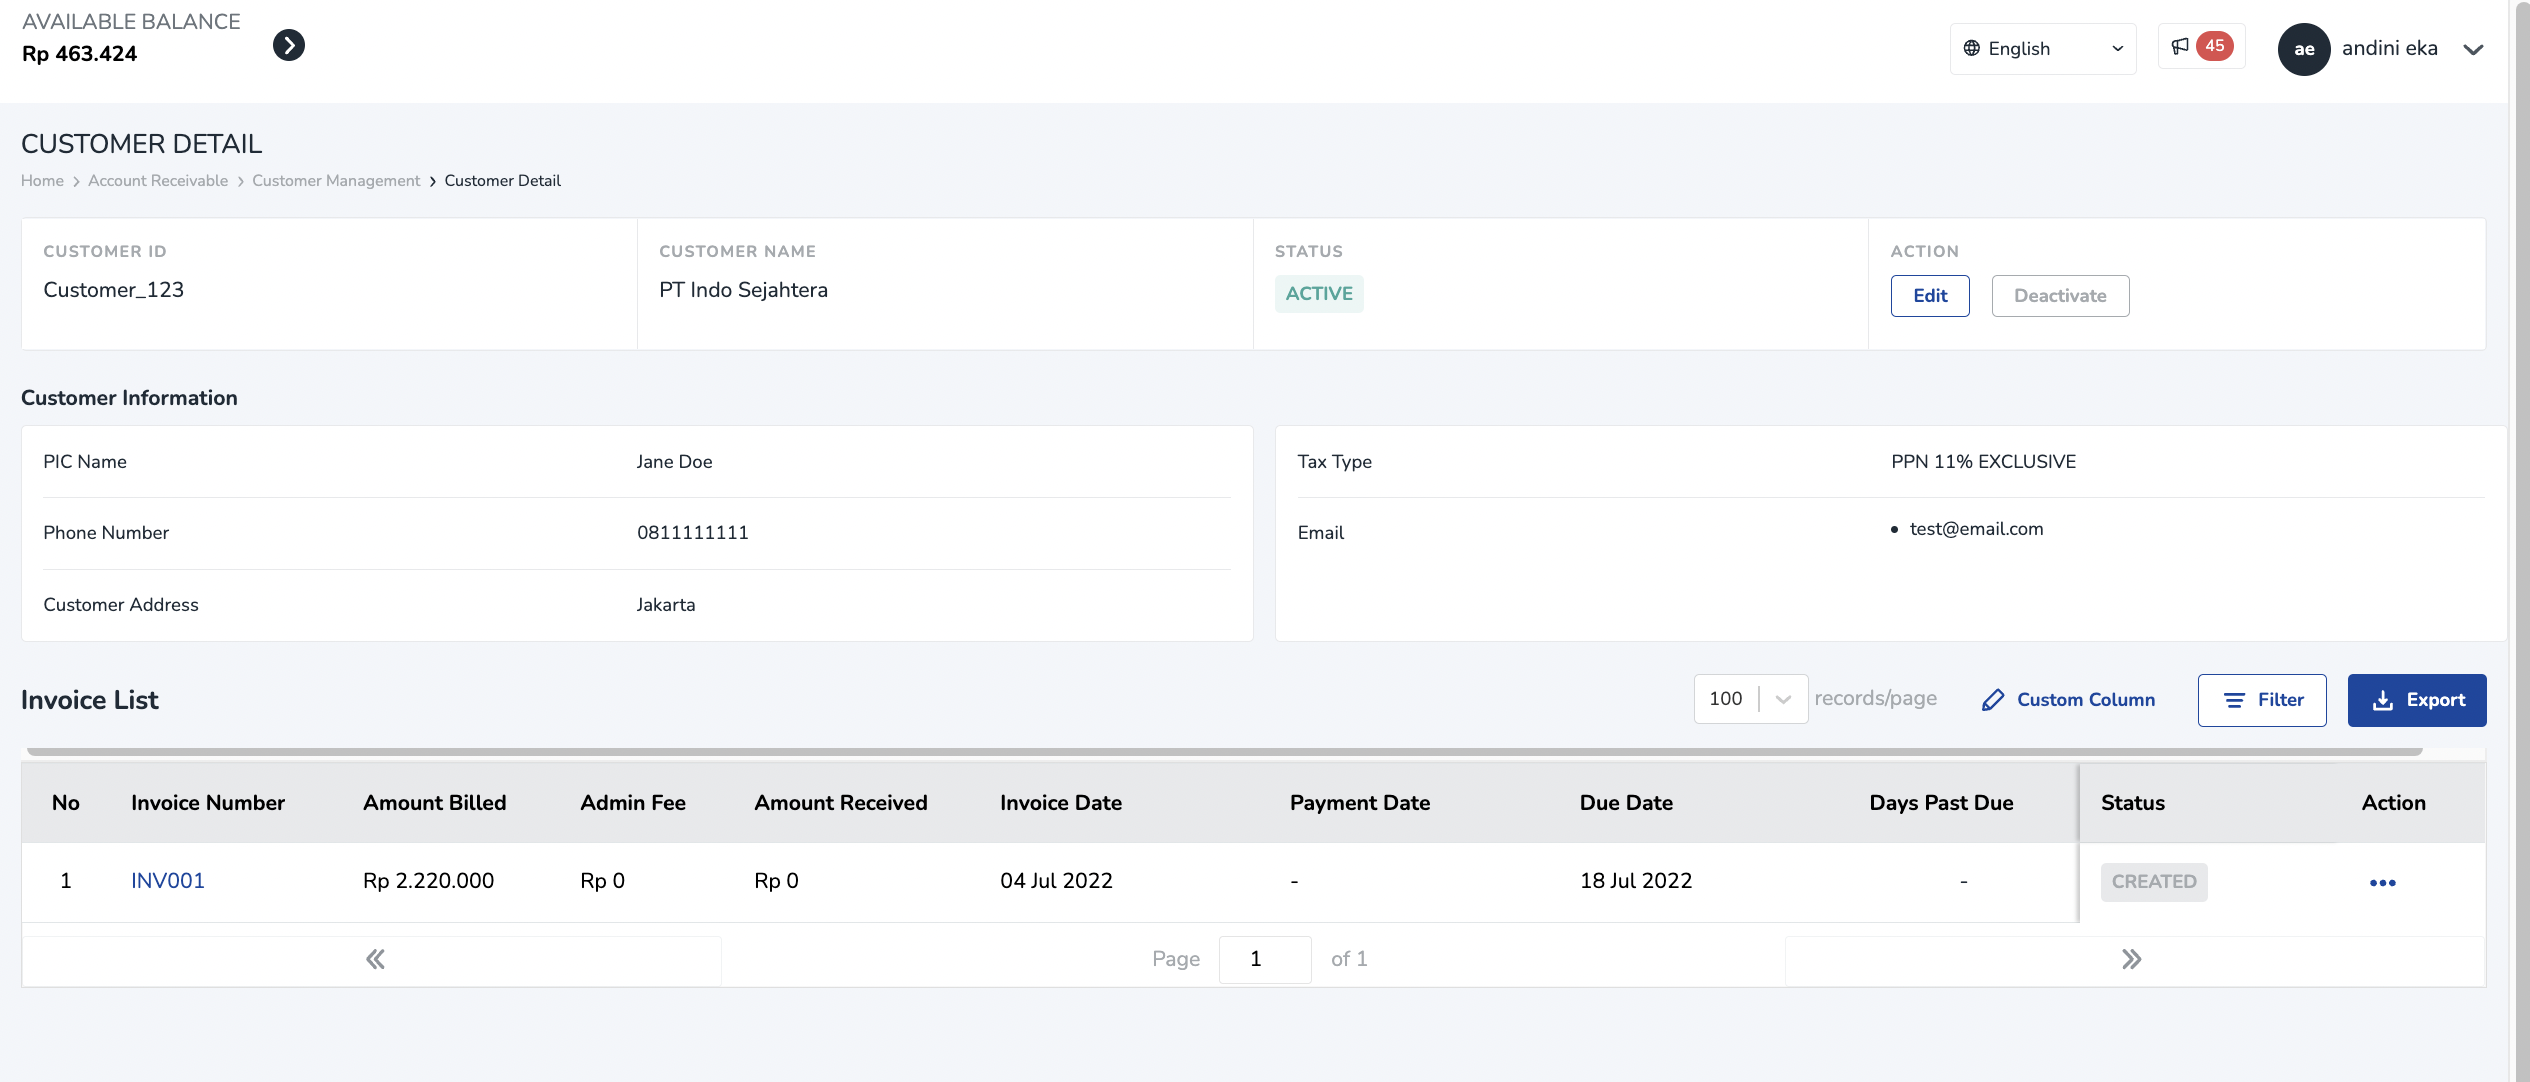 AVAILABLE BALANCE
Rp 463.424
English
45
ae
andini eka
CUSTOMER DETAIL
Home > Account Receivable > Customer Management > Customer Detail
CUSTOMER ID
Customer_123
CUSTOMER NAME
PT Indo Sejahtera
STATUS
ACTIVE
ACTION
Edit
Deactivate
Customer Information
PIC Name Jane Doe
Phone Number 0811111111
Customer Address Jakarta
Tax Type PPN 11% EXCLUSIVE
Email • test@email.com
Invoice List
100 records/page
Custom Column
Filter
Export
No Invoice Number Amount Billed Admin Fee Amount Received Invoice Date Payment Date Due Date Days Past Due Status Action
1 INV001 Rp 2.220.000 Rp 0 Rp 0 04 Jul 2022 - 18 Jul 2022 - CREATED
Page 1 of 1